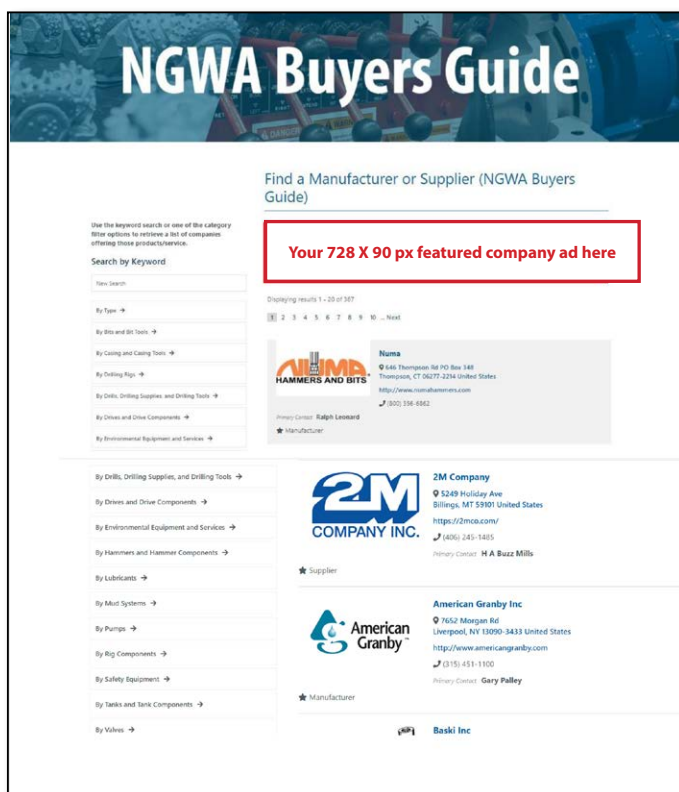 NGWA Buyers Guide
Find a Manufacturer or Supplier (NGWA Buyers
Guide)
Use the keyword search or one of the category
filter options to retrieve a list of companies
offering those products/service.
Search by Keyword
New Search
By Type →
By Bits and Bit Tools →
By Casing and Casing Tools →
By Drilling Rigs →
By Drills, Drilling Supplies and Drilling Tools →
By Drives and Drive Components →
By Environmental Equipment and Services →
Your 728 X 90 px featured company ad here
Displaying results 1 - 20 of 387
1 2 3 4 5 6 7 8 9 10 ... Next
NUMA
HAMMERS AND BITS
Numa
646 Thompson Rd PO Box 348
Thompson, CT 06277-2214 United States
http://www.numahammers.com
Primary Contact Ralph Leonard
Manufacturer
By Drills, Drilling Supplies, and Drilling Tools →
By Drives and Drive Components →
By Environmental Equipment and Services →
By Hammers and Hammer Components →
By Lubricants →
By Mud Systems →
By Pumps →
By Rig Components →
By Safety Equipment →
By Tanks and Tank Components →
By Valves →
2M
COMPANY INC.
2M Company
5249 Holiday Ave
Billings, MT 59101 United States
https://2mco.com/
(406) 245-1485
Primary Contact H A Buzz Mills
Supplier
American
Granby™
American Granby Inc
7652 Morgan Rd
Liverpool, NY 13090-3433 United States
http://www.americangranby.com
(315) 451-1100
Primary Contact Gary Palley
Manufacturer
Baski Inc